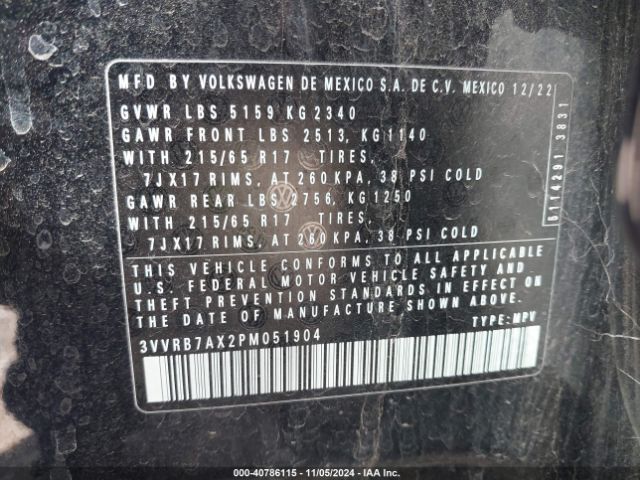 MFD BY VOLKSWAGEN DE MEXICO S.A. DE C.V. MEXICO 12/22
GVWR LBS 5159 KG 2340
GAWR FRONT LBS 2513, KG 1140
WITH 215/65 R17 TIRES,
7JX17 RIMS, AT 260 KPA, 38 PSI COLD
GAWR REAR LBS 2756, KG 1250
WITH 215/65 R17 TIRES,
7JX17 RIMS, AT 260 KPA, 38 PSI COLD
THIS VEHICLE CONFORMS TO ALL APPLICABLE
U.S. FEDERAL MOTOR VEHICLE SAFETY AND
THEFT PREVENTION STANDARDS IN EFFECT ON
THE DATE OF MANUFACTURE SHOWN ABOVE.
3VVRB7AX2PM051904 TYPE:MPV
000-40786115 - 11/05/2024 - IAA Inc.